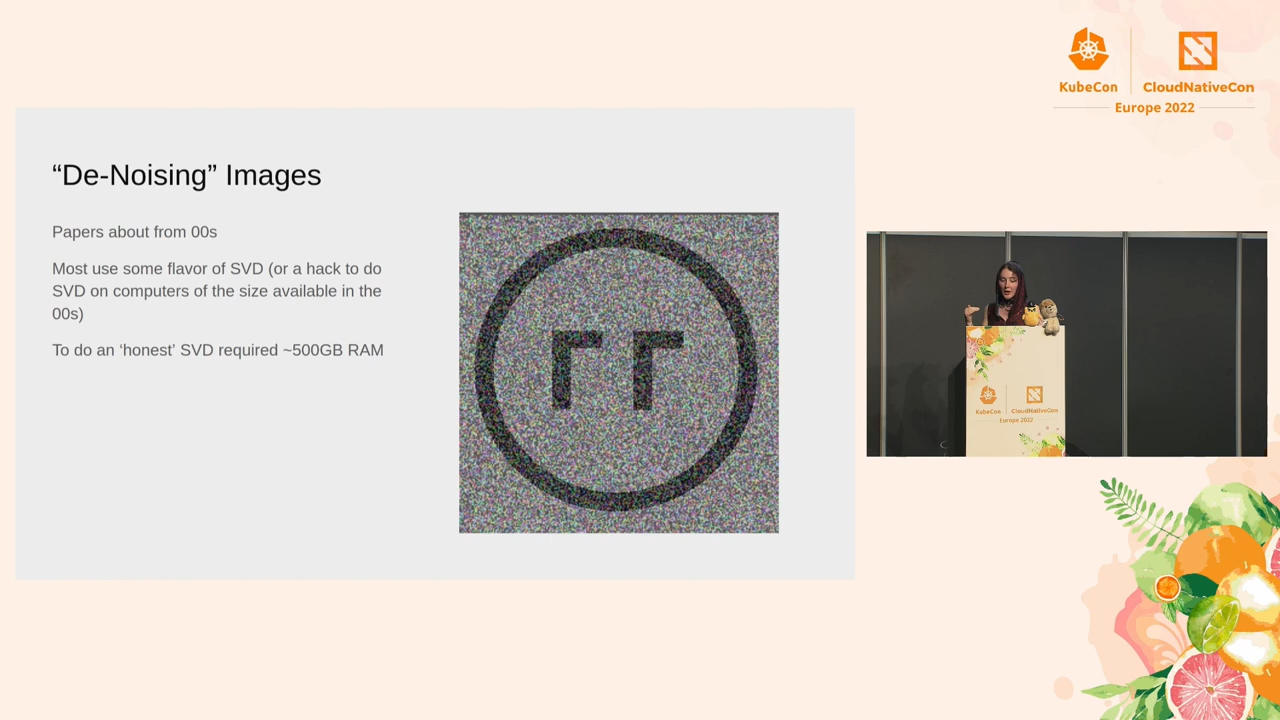 KubeCon
CloudNativeCon
Europe 2022
“De-Noising” Images
Papers about from 00s
Most use some flavor of SVD (or a hack to do
SVD on computers of the size available in the
00s)
To do an ‘honest’ SVD required ~500GB RAM
KubeCon
CloudNativeCon
Europe 2022